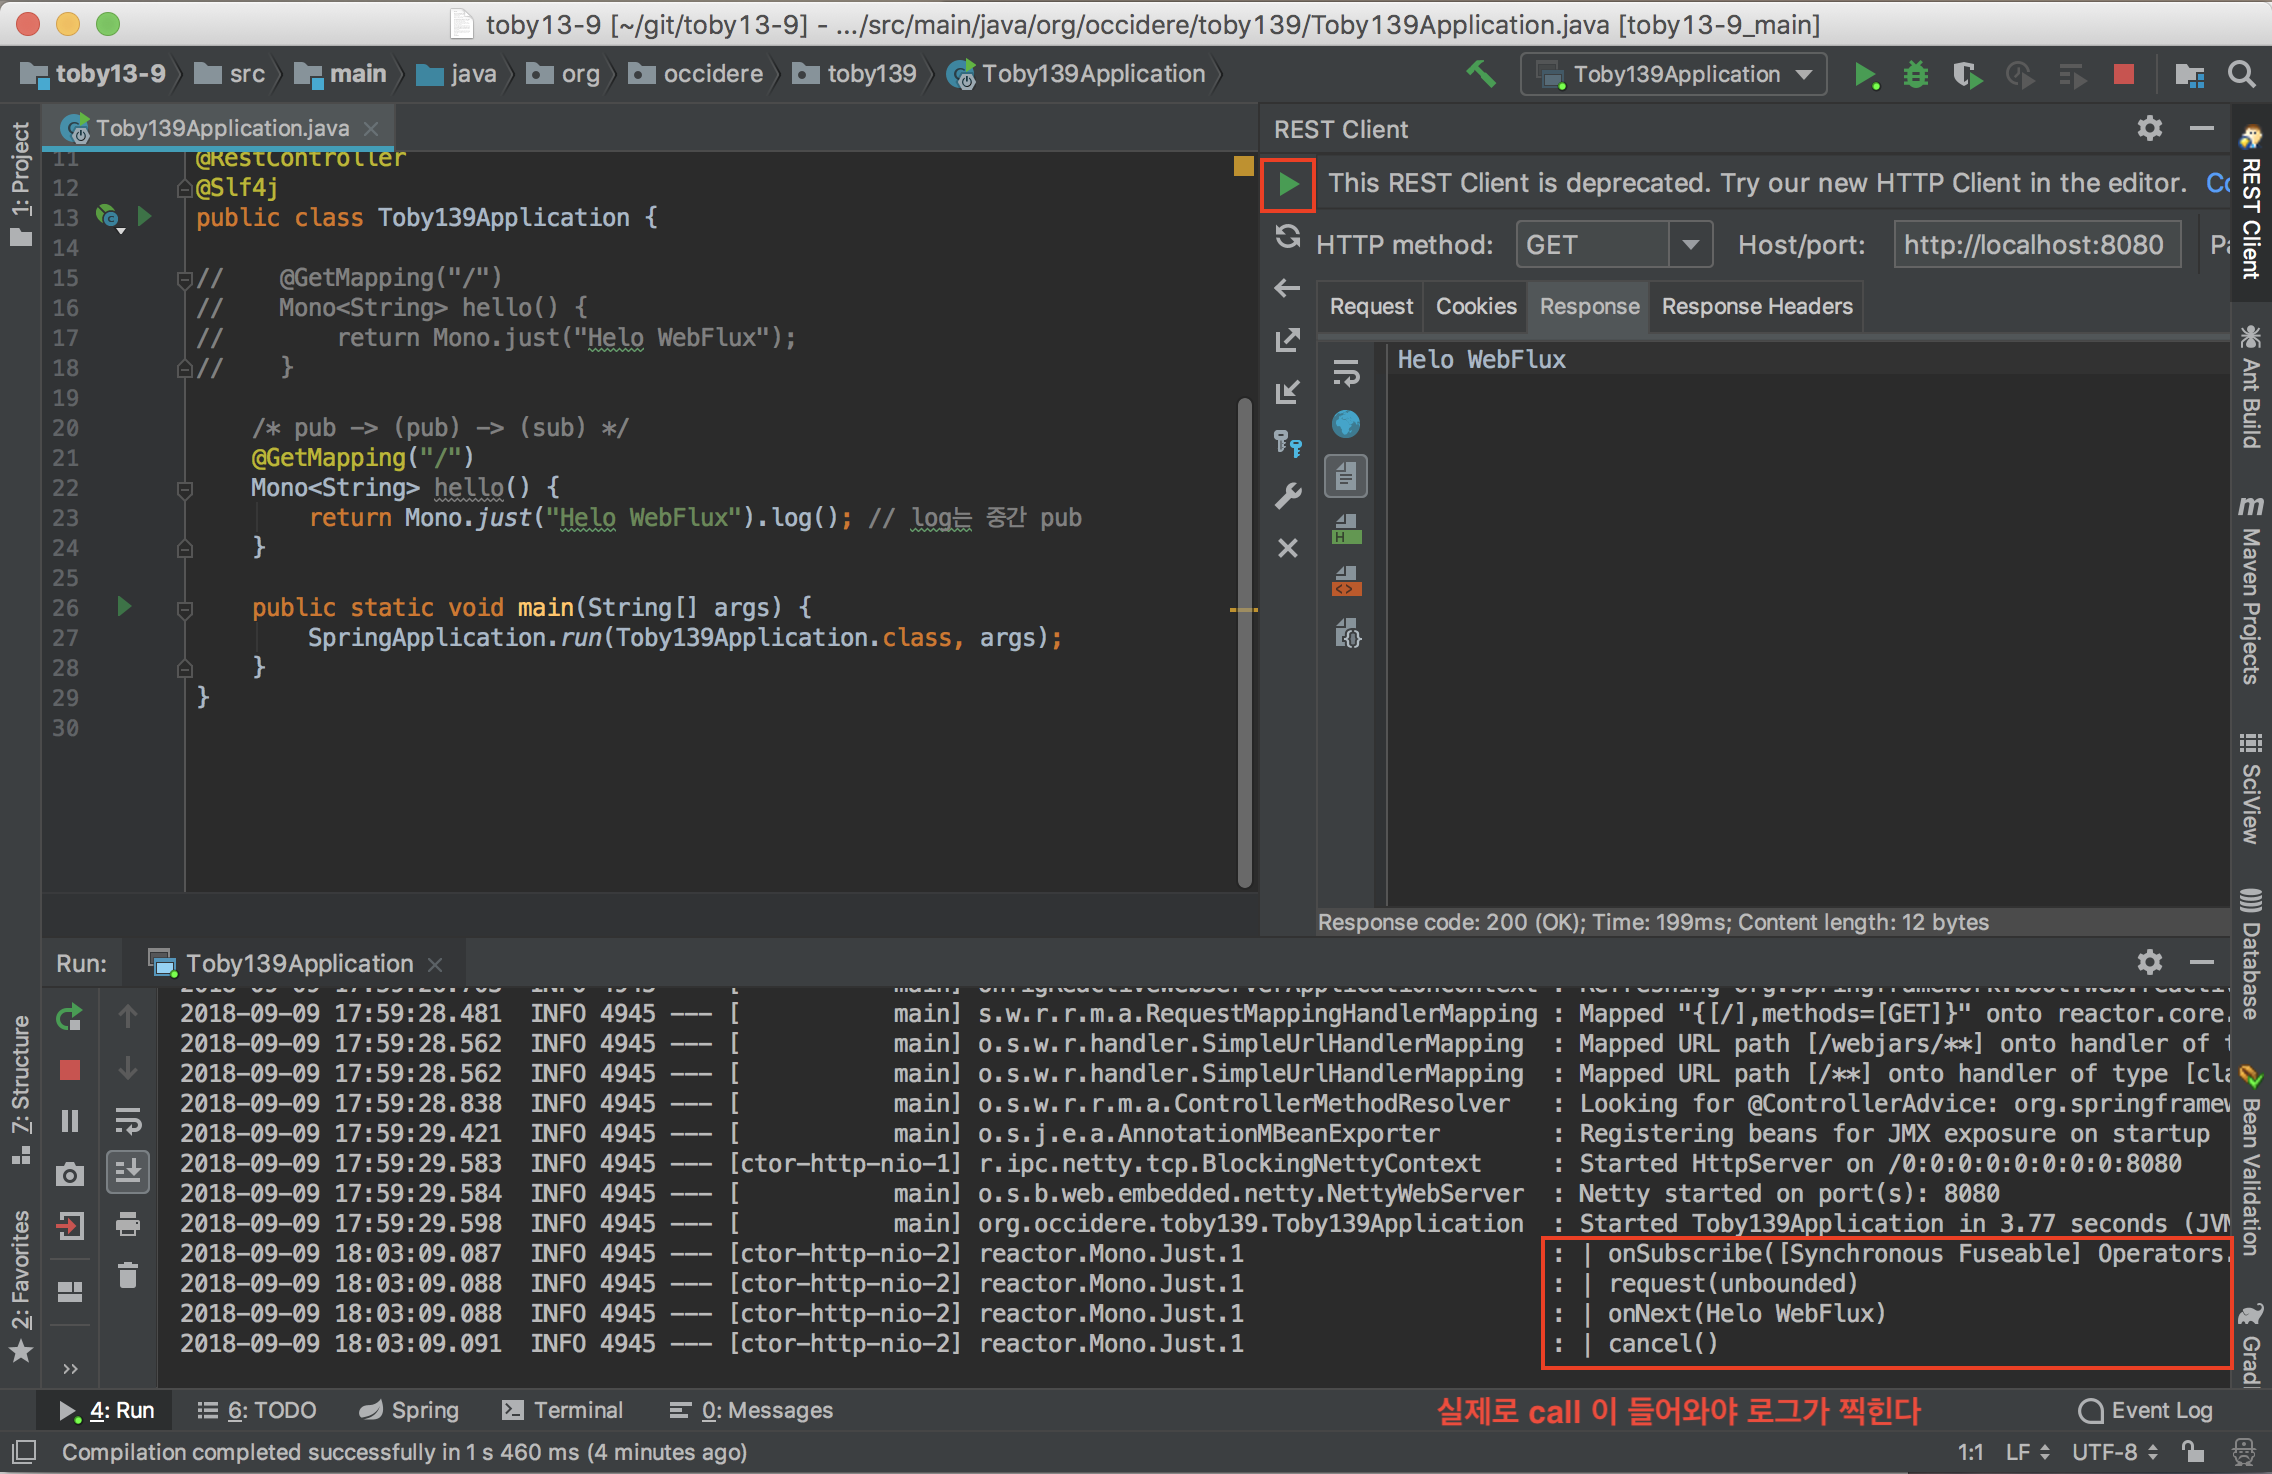 toby13-9 [~/git/toby13-9] - .../src/main/java/org/occidere/toby139/Toby139Application.java [toby13-9_main]
toby13-9 src main java org occidere toby139 Toby139Application
Toby139Application
1: Project
Toby139Application.java
11 @RestController
12 @Slf4j
13 public class Toby139Application {
14
15 //    @GetMapping("/")
16 //    Mono<String> hello() {
17 //        return Mono.just("Helo WebFlux");
18 //    }
19
20     /* pub -> (pub) -> (sub) */
21     @GetMapping("/")
22     Mono<String> hello() {
23         return Mono.just("Helo WebFlux").log(); // log는 중간 pub
24     }
25
26     public static void main(String[] args) {
27         SpringApplication.run(Toby139Application.class, args);
28     }
29 }
30
REST Client
This REST Client is deprecated. Try our new HTTP Client in the editor.
HTTP method: GET Host/port: http://localhost:8080
Request Cookies Response Response Headers
Helo WebFlux
Response code: 200 (OK); Time: 199ms; Content length: 12 bytes
REST Client
Ant Build
Maven Projects
SciView
Database
Bean Validation
Gradl
Run: Toby139Application
2018-09-09 17:59:28.481  INFO 4945 --- [           main] s.w.r.r.m.a.RequestMappingHandlerMapping : Mapped "{[/],methods=[GET]}" onto reactor.core.
2018-09-09 17:59:28.562  INFO 4945 --- [           main] o.s.w.r.handler.SimpleUrlHandlerMapping  : Mapped URL path [/webjars/**] onto handler of t
2018-09-09 17:59:28.562  INFO 4945 --- [           main] o.s.w.r.handler.SimpleUrlHandlerMapping  : Mapped URL path [/**] onto handler of type [cla
2018-09-09 17:59:28.838  INFO 4945 --- [           main] o.s.w.r.r.m.a.ControllerMethodResolver   : Looking for @ControllerAdvice: org.springframew
2018-09-09 17:59:29.421  INFO 4945 --- [           main] o.s.j.e.a.AnnotationMBeanExporter        : Registering beans for JMX exposure on startup
2018-09-09 17:59:29.583  INFO 4945 --- [ctor-http-nio-1] r.ipc.netty.tcp.BlockingNettyContext     : Started HttpServer on /0:0:0:0:0:0:0:0:8080
2018-09-09 17:59:29.584  INFO 4945 --- [           main] o.s.b.web.embedded.netty.NettyWebServer  : Netty started on port(s): 8080
2018-09-09 17:59:29.598  INFO 4945 --- [           main] org.occidere.toby139.Toby139Application  : Started Toby139Application in 3.77 seconds (JVM
2018-09-09 18:03:09.087  INFO 4945 --- [ctor-http-nio-2] reactor.Mono.Just.1                      : | onSubscribe([Synchronous Fuseable] Operators.
2018-09-09 18:03:09.088  INFO 4945 --- [ctor-http-nio-2] reactor.Mono.Just.1                      : | request(unbounded)
2018-09-09 18:03:09.088  INFO 4945 --- [ctor-http-nio-2] reactor.Mono.Just.1                      : | onNext(Helo WebFlux)
2018-09-09 18:03:09.091  INFO 4945 --- [ctor-http-nio-2] reactor.Mono.Just.1                      : | cancel()
7: Structure
2: Favorites
4: Run 6: TODO Spring Terminal 0: Messages
실제로 call 이 들어와야 로그가 찍힌다
Event Log
Compilation completed successfully in 1 s 460 ms (4 minutes ago)
1:1 LF UTF-8